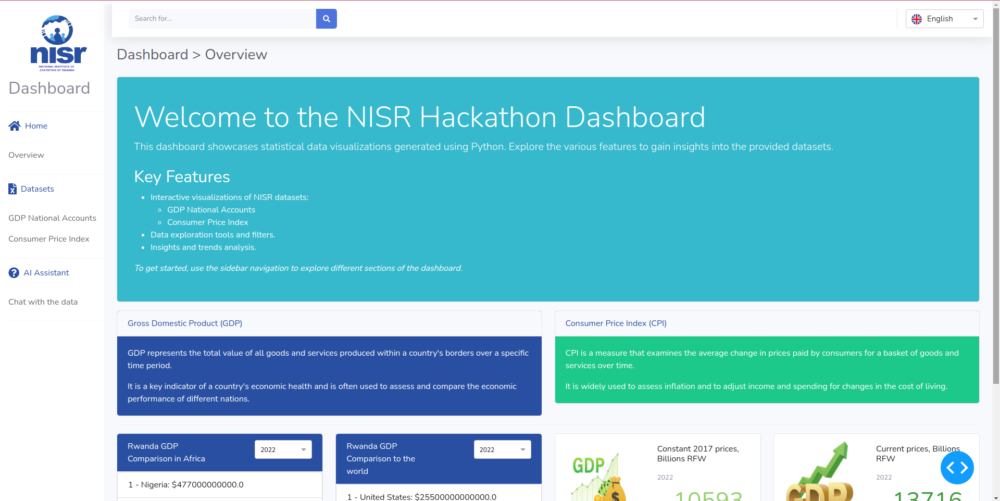 Search for...
English
nisr
NATIONAL INSTITUTE OF
STATISTICS OF RWANDA
Dashboard
Home
Overview
Datasets
GDP National Accounts
Consumer Price Index
AI Assistant
Chat with the data
Dashboard > Overview
Welcome to the NISR Hackathon Dashboard
This dashboard showcases statistical data visualizations generated using Python. Explore the various features to gain insights into the provided datasets.
Key Features
Interactive visualizations of NISR datasets:
GDP National Accounts
Consumer Price Index
Data exploration tools and filters.
Insights and trends analysis.
To get started, use the sidebar navigation to explore different sections of the dashboard.
Gross Domestic Product (GDP)
GDP represents the total value of all goods and services produced within a country's borders over a specific
time period.
It is a key indicator of a country's economic health and is often used to assess and compare the economic
performance of different nations.
Consumer Price Index (CPI)
CPI is a measure that examines the average change in prices paid by consumers for a basket of goods and
services over time.
It is widely used to assess inflation and to adjust income and spending for changes in the cost of living.
Rwanda GDP
Comparison in Africa
2022
1 - Nigeria: $477000000000.0
Rwanda GDP
Comparison to the
world
2022
1 - United States: $25500000000000.0
GDP
$
Constant 2017 prices,
Billions RFW
2022
10593
GDP
Current prices, Billions
RFW
2022
13716